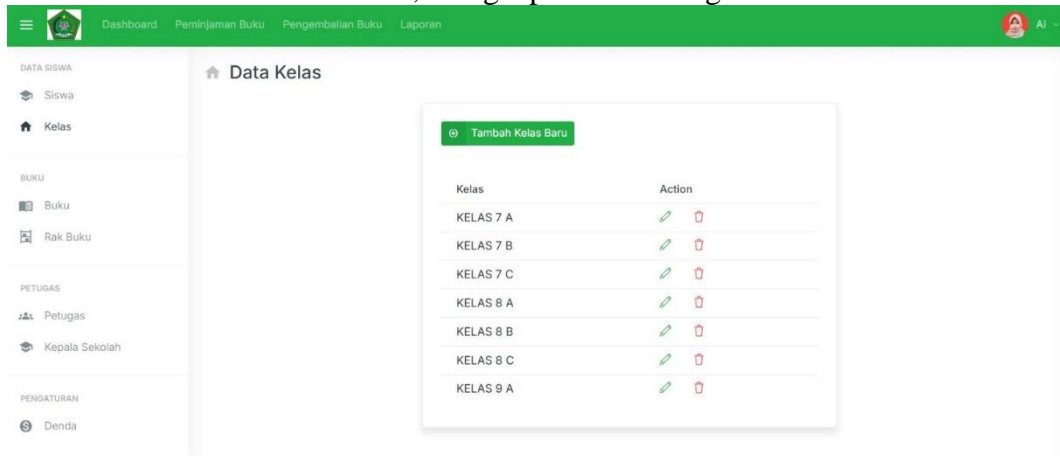 Dashboard Peminjaman Buku Pengembalian Buku Laporan Al
DATA SISWA
Siswa
Kelas
BUKU
Buku
Rak Buku
PETUGAS
Petugas
Kepala Sekolah
PENGATURAN
Denda
Data Kelas
Tambah Kelas Baru
Kelas Action
KELAS 7 A
KELAS 7 B
KELAS 7 C
KELAS 8 A
KELAS 8 B
KELAS 8 C
KELAS 9 A